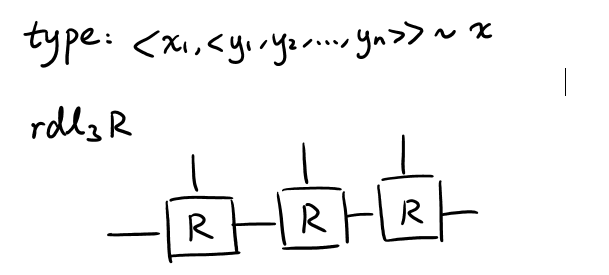 type: <x₁,<y₁,y₂,...,yₙ>> ~ x
rdl₃ R
R R R